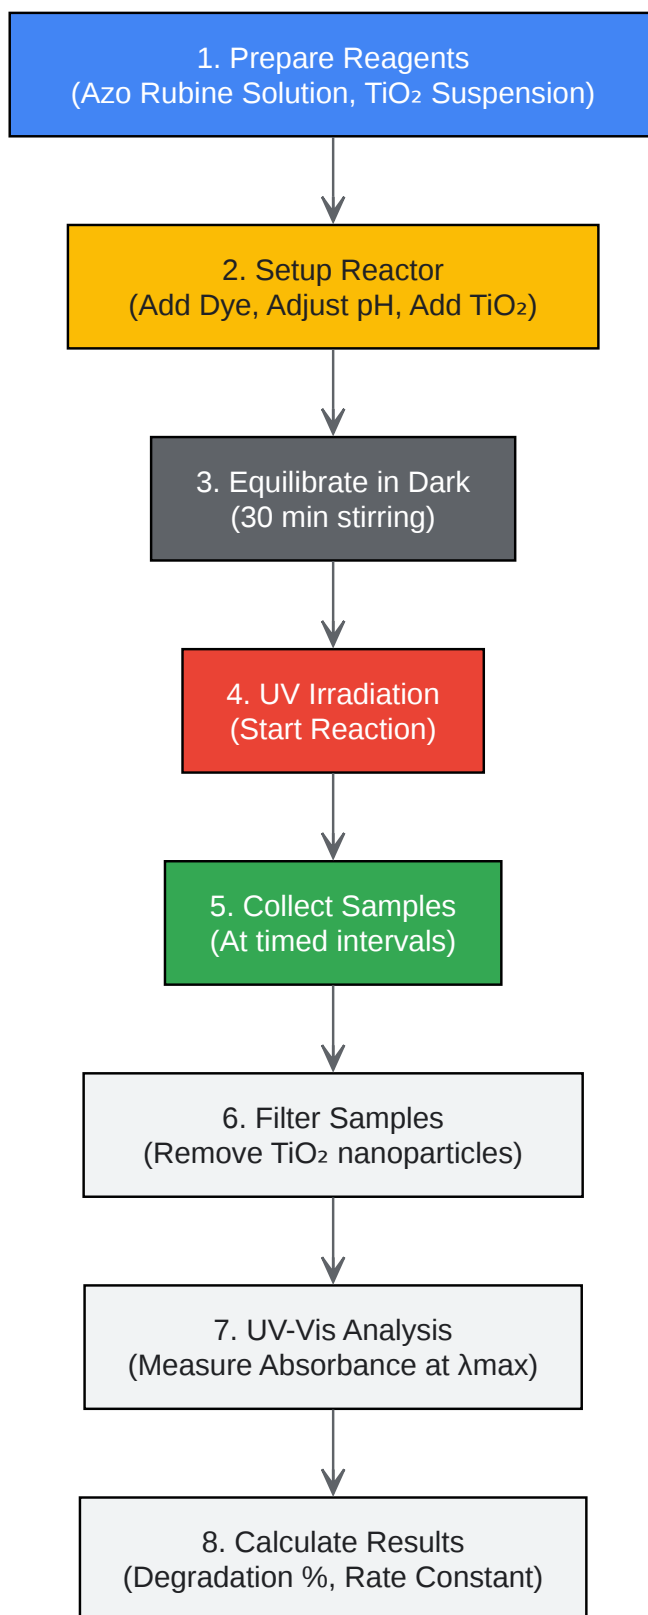 1. Prepare Reagents
(Azo Rubine Solution, TiO₂ Suspension)
2. Setup Reactor
(Add Dye, Adjust pH, Add TiO₂)
3. Equilibrate in Dark
(30 min stirring)
4. UV Irradiation
(Start Reaction)
5. Collect Samples
(At timed intervals)
6. Filter Samples
(Remove TiO₂ nanoparticles)
7. UV-Vis Analysis
(Measure Absorbance at λmax)
8. Calculate Results
(Degradation %, Rate Constant)